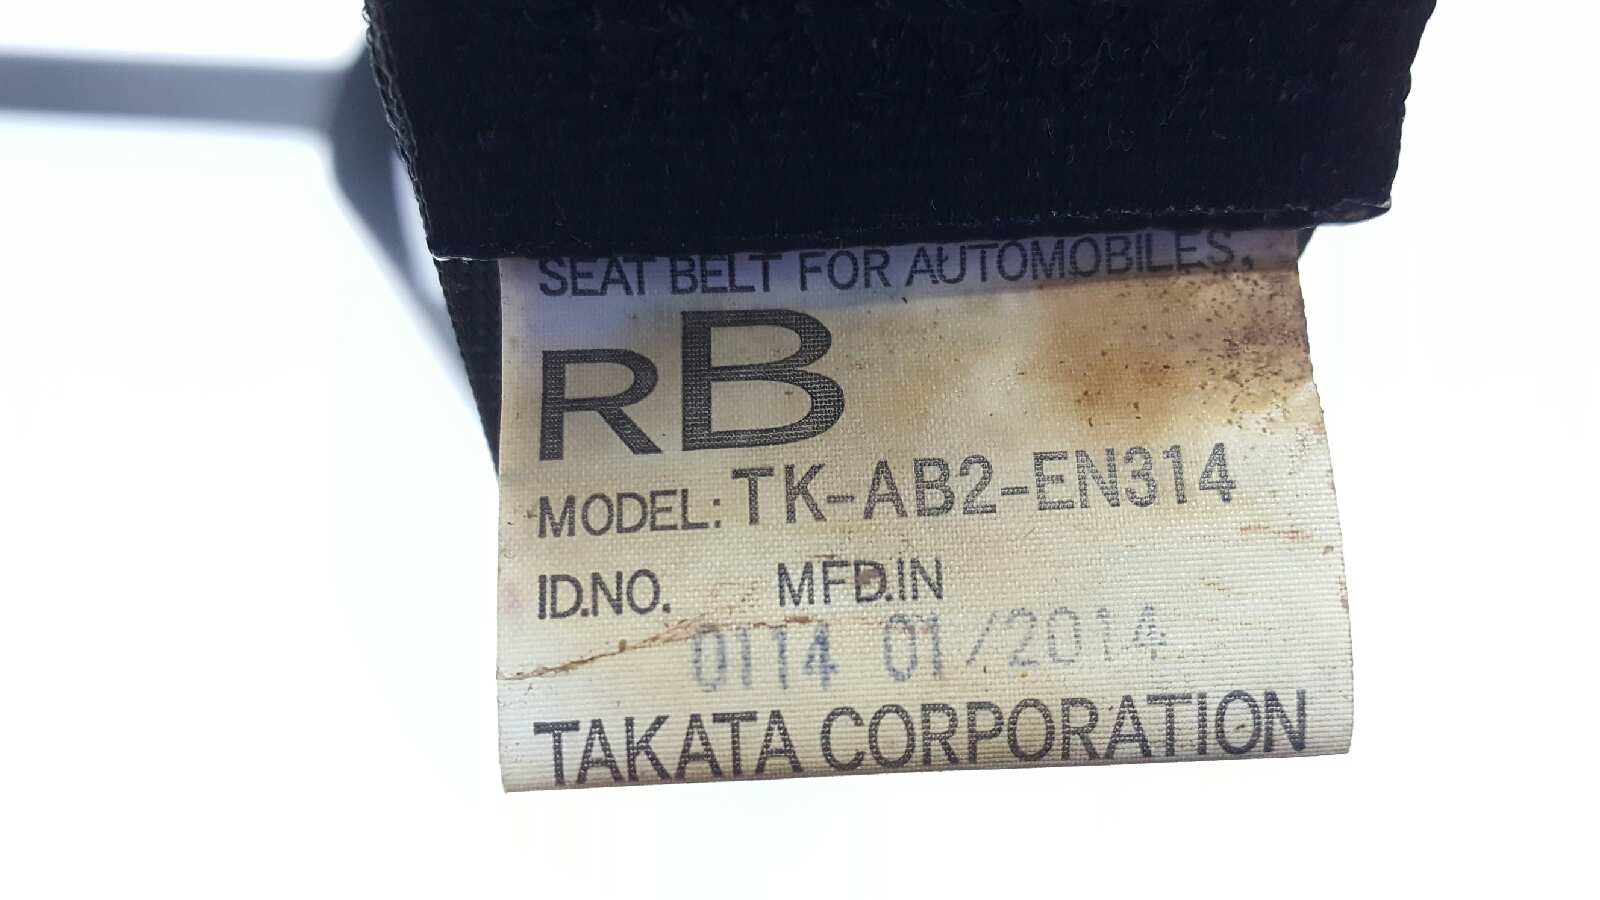 SEAT BELT FOR AUTOMOBILES,
RB
MODEL: TK-AB2-EN314
ID.NO. MFD.IN
0114 01/2014
TAKATA CORPORATION